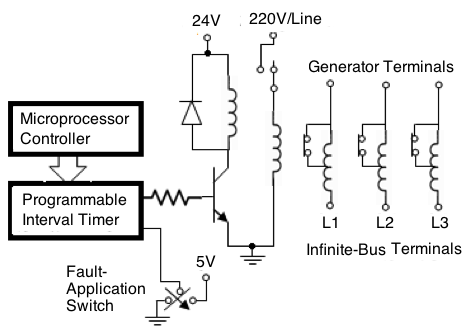 24V
220V/Line
Generator Terminals
Microprocessor
Controller
Programmable
Interval Timer
L1
L2
L3
Infinite-Bus Terminals
5V
Fault-
Application
Switch